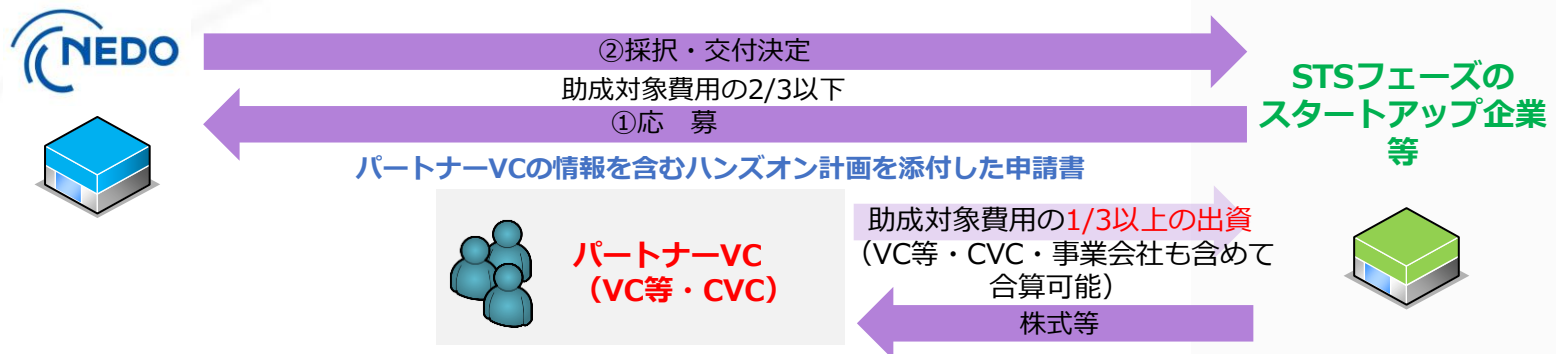 NEDO
②採択・交付決定
助成対象費用の2/3以下
①応　募
パートナーVCの情報を含むハンズオン計画を添付した申請書
STSフェーズの
スタートアップ企業
等
パートナーVC
（VC等・CVC）
助成対象費用の1/3以上の出資
（VC等・CVC・事業会社も含めて
合算可能）
株式等